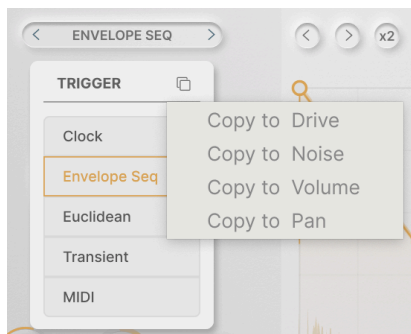 ENVELOPE SEQ
x2
TRIGGER
Clock
Envelope Seq
Euclidean
Transient
MIDI
Copy to Drive
Copy to Noise
Copy to Volume
Copy to Pan